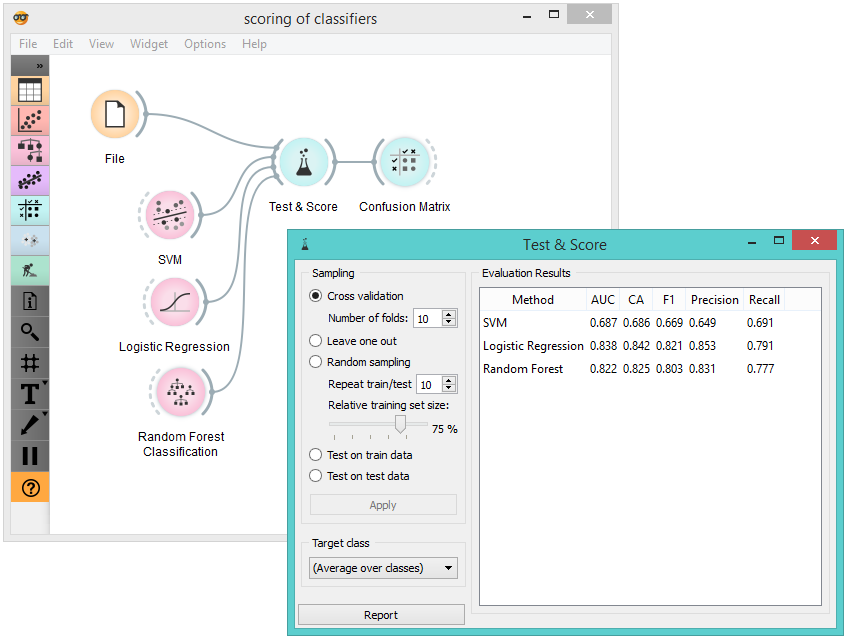 scoring of classifiers
File Edit View Widget Options Help
»
File
Test & Score
Confusion Matrix
SVM
Logistic Regression
Random Forest
Classification
T
?
Test & Score
Sampling
Cross validation
Number of folds: 10
Leave one out
Random sampling
Repeat train/test 10
Relative training set size:
75 %
Test on train data
Test on test data
Apply
Target class
(Average over classes)
Report
Evaluation Results
Method AUC CA F1 Precision Recall
SVM 0.687 0.686 0.669 0.649 0.691
Logistic Regression 0.838 0.842 0.821 0.853 0.791
Random Forest 0.822 0.825 0.803 0.831 0.777